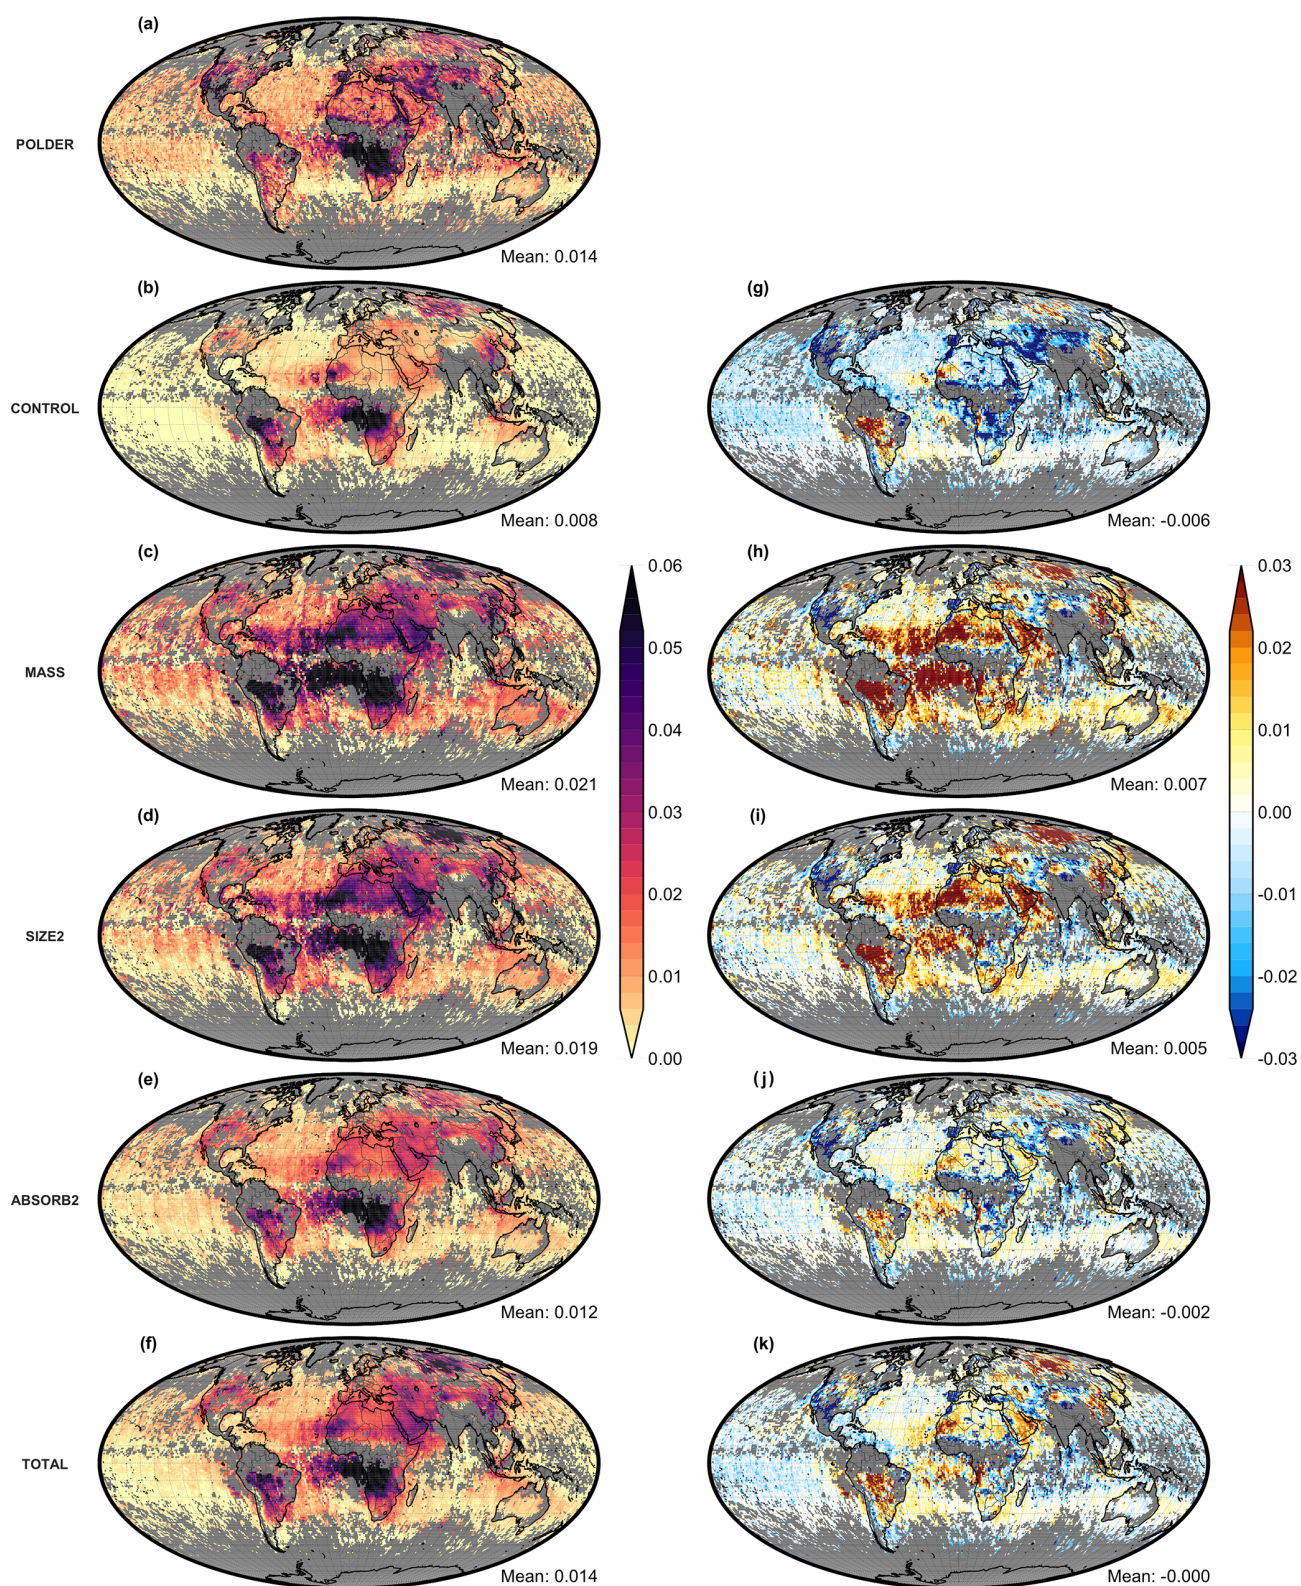 (a)
POLDER
Mean: 0.014
(b)
(g)
CONTROL
Mean: 0.008
Mean: -0.006
(c)
(h)
0.06
0.03
0.05
0.02
MASS
0.04
0.01
Mean: 0.021
Mean: 0.007
0.03
0.00
(d)
(i)
0.02
-0.01
SIZE2
0.01
-0.02
Mean: 0.019
Mean: 0.005
0.00
-0.03
(e)
(j)
ABSORB2
Mean: 0.012
Mean: -0.002
(f)
(k)
TOTAL
Mean: 0.014
Mean: -0.000